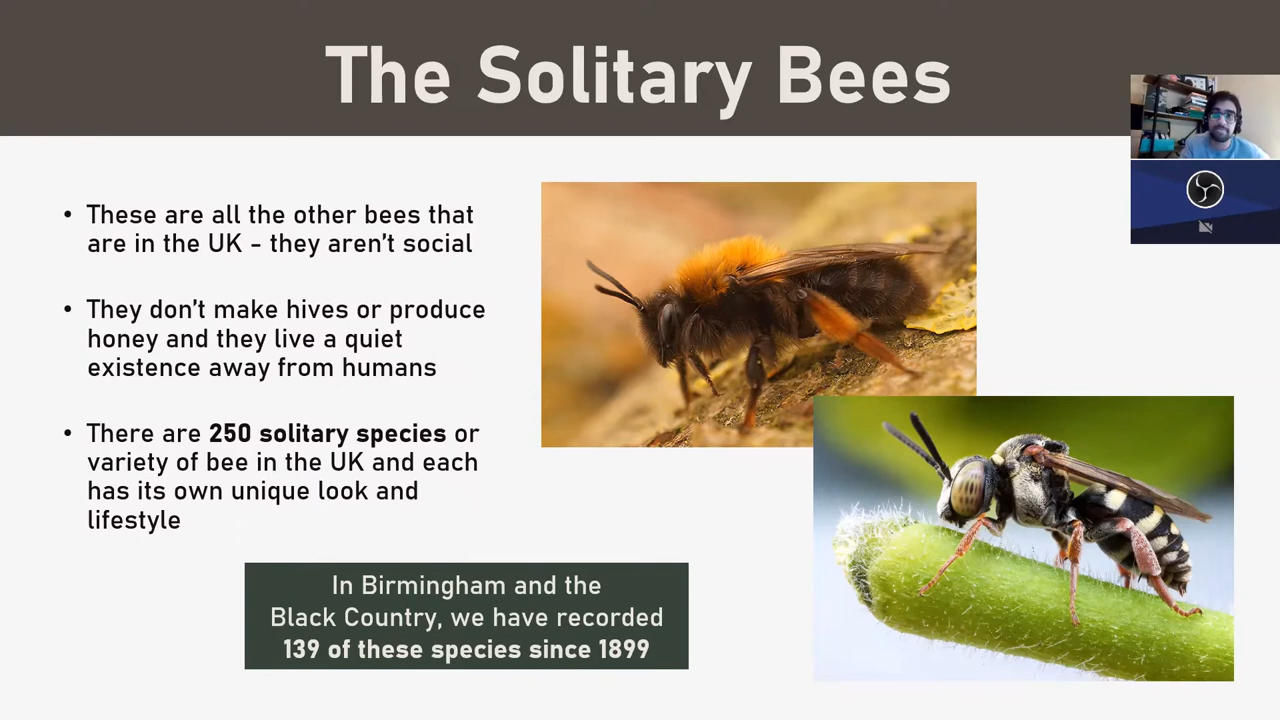 The Solitary Bees
• These are all the other bees that
are in the UK - they aren't social
• They don't make hives or produce
honey and they live a quiet
existence away from humans
• There are 250 solitary species or
variety of bee in the UK and each
has its own unique look and
lifestyle
In Birmingham and the
Black Country, we have recorded
139 of these species since 1899